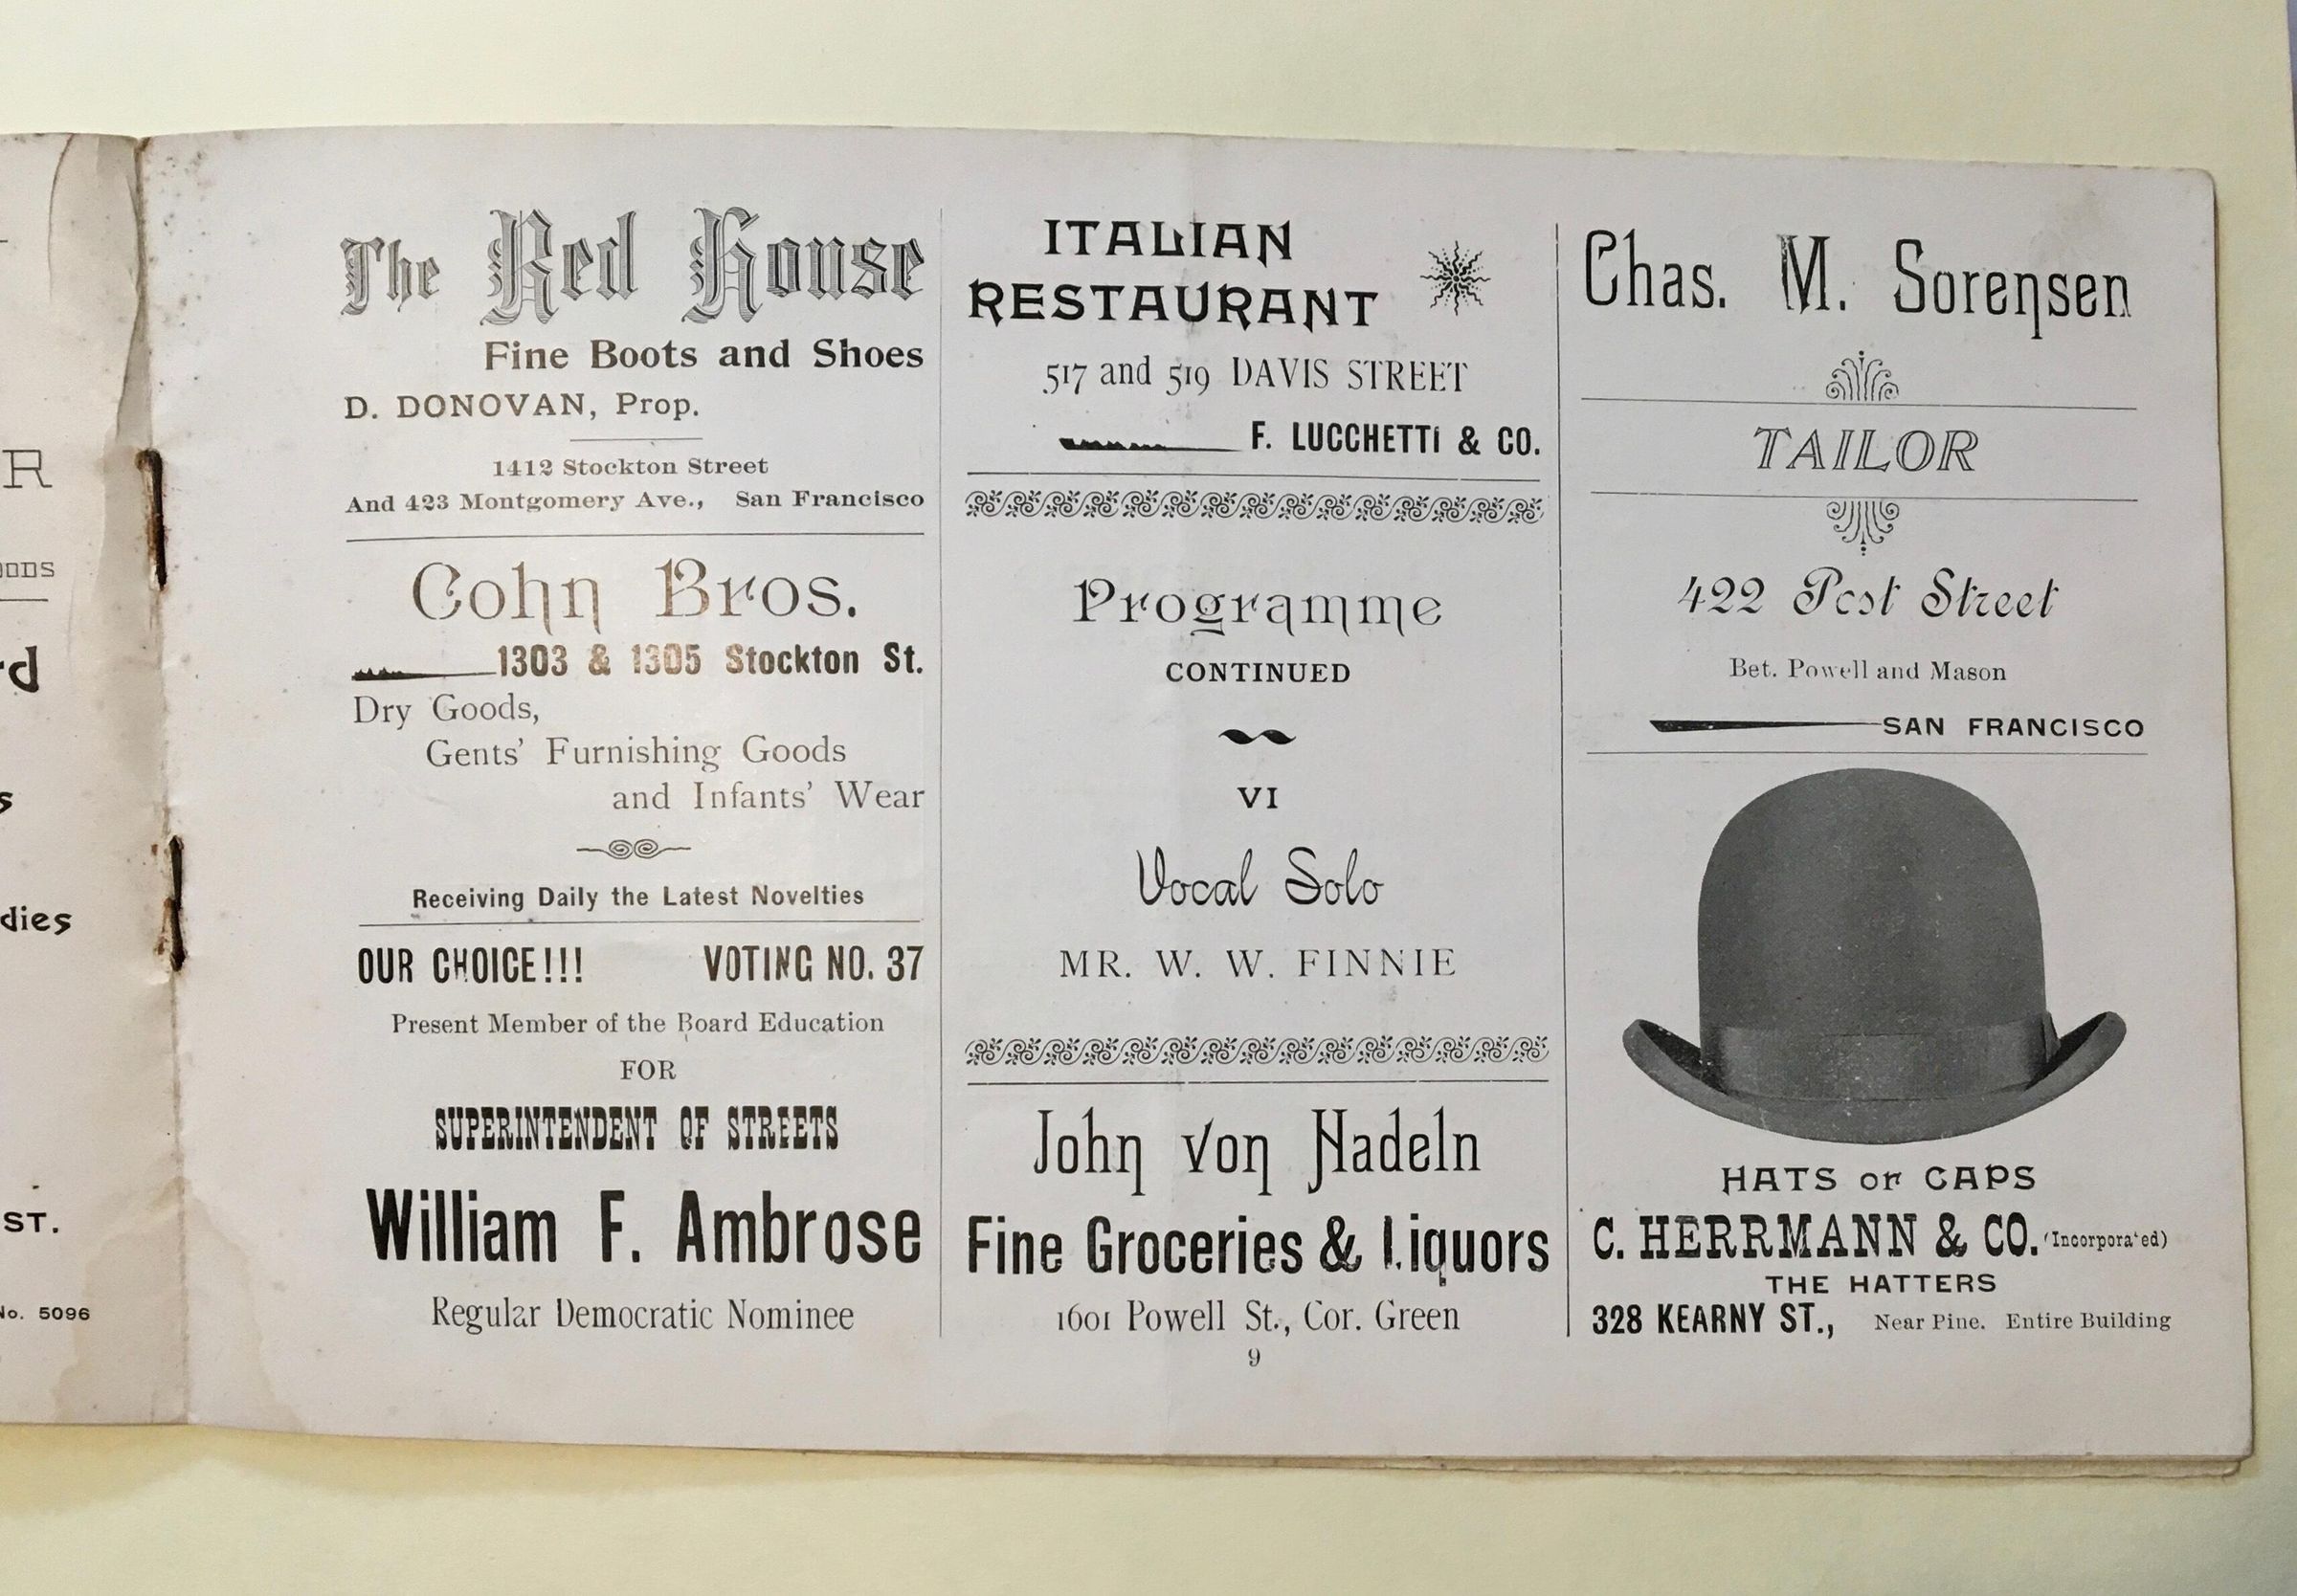 R
ST.
No. 5096
dies
The Red House
Fine Boots and Shoes
D. DONOVAN, Prop.
1412 Stockton Street
And 423 Montgomery Ave., San Francisco
Cohn Bros.
1303 & 1305 Stockton St.
Dry Goods,
Gents' Furnishing Goods
and Infants' Wear
Receiving Daily the Latest Novelties
OUR CHOICE!!! VOTING NO. 37
Present Member of the Board Education
FOR
SUPERINTENDENT OF STREETS
William F. Ambrose
Regular Democratic Nominee
ITALIAN
RESTAURANT
517 and 519 DAVIS STREET
F. LUCCHETTI & CO.
Programme
CONTINUED
VI
Vocal Solo
MR. W. W. FINNIE
John von Hadeln
Fine Groceries & Liquors
1601 Powell St., Cor. Green
9
Chas. M. Sorensen
TAILOR
422 Post Street
Bet. Powell and Mason
SAN FRANCISCO
HATS or CAPS
C. HERRMANN & CO. (Incorporated)
THE HATTERS
328 KEARNY ST., Near Pine. Entire Building